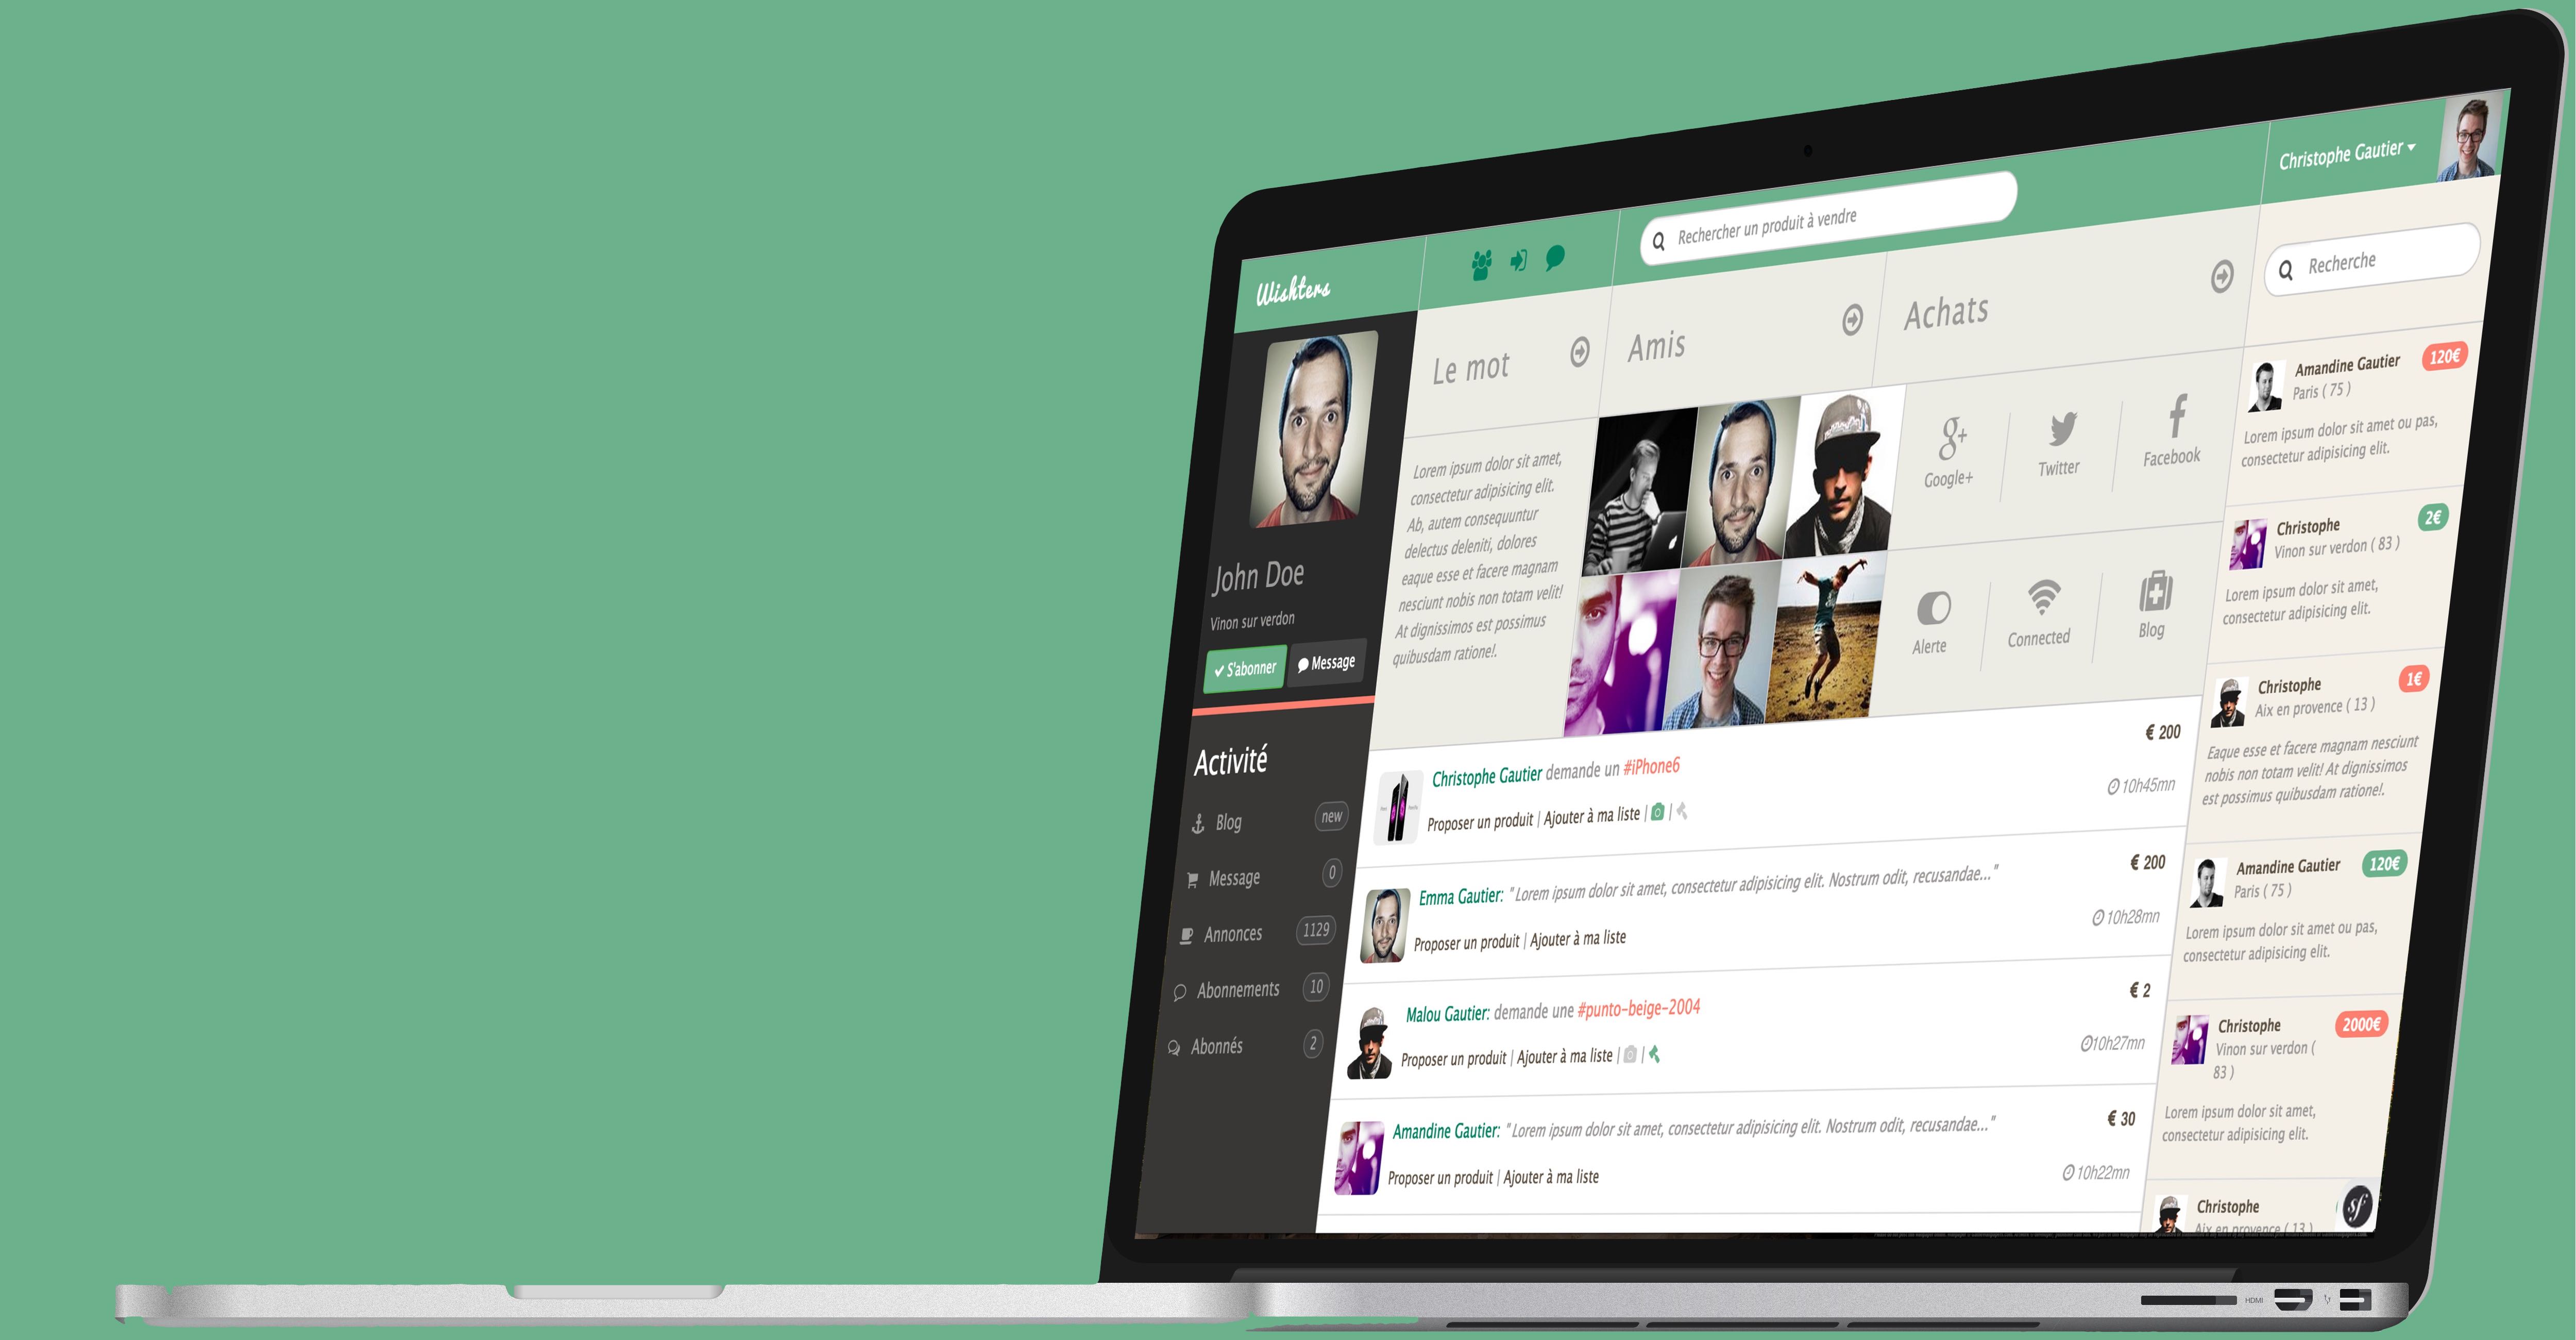 Wishters
Rechercher un produit à vendre
Christophe Gautier
John Doe
Vinon sur verdon
S'abonner
Message
Activité
Blog
new
Message
0
Annonces
1129
Abonnements
10
Abonnés
2
Le mot
Lorem ipsum dolor sit amet,
consectetur adipisicing elit.
Ab, autem consequuntur
delectus deleniti, dolores
eaque esse et facere magnam
nesciunt nobis non totam velit!
At dignissimos est possimus
quibusdam ratione!.
Amis
Achats
g+
Google+
Twitter
Facebook
Alerte
Connected
Blog
Christophe Gautier demande un #iPhone6
€ 200
Proposer un produit | Ajouter à ma liste | |
10h45mn
Emma Gautier: "Lorem ipsum dolor sit amet, consectetur adipisicing elit. Nostrum odit, recusandae..."
€ 200
Proposer un produit | Ajouter à ma liste
10h28mn
Malou Gautier: demande une #punto-beige-2004
€ 2
Proposer un produit | Ajouter à ma liste | |
10h27mn
Amandine Gautier: "Lorem ipsum dolor sit amet, consectetur adipisicing elit. Nostrum odit, recusandae..."
€ 30
Proposer un produit | Ajouter à ma liste
10h22mn
Recherche
Amandine Gautier
120€
Paris ( 75 )
Lorem ipsum dolor sit amet ou pas,
consectetur adipisicing elit.
Christophe
2€
Vinon sur verdon ( 83 )
Lorem ipsum dolor sit amet,
consectetur adipisicing elit.
Christophe
1€
Aix en provence ( 13 )
Eaque esse et facere magnam nesciunt
nobis non totam velit! At dignissimos
est possimus quibusdam ratione!.
Amandine Gautier
120€
Paris ( 75 )
Lorem ipsum dolor sit amet ou pas,
consectetur adipisicing elit.
Christophe
2000€
Vinon sur verdon (
83 )
Lorem ipsum dolor sit amet,
consectetur adipisicing elit.
Christophe
Aix en provence ( 13 )
sf
HDMI